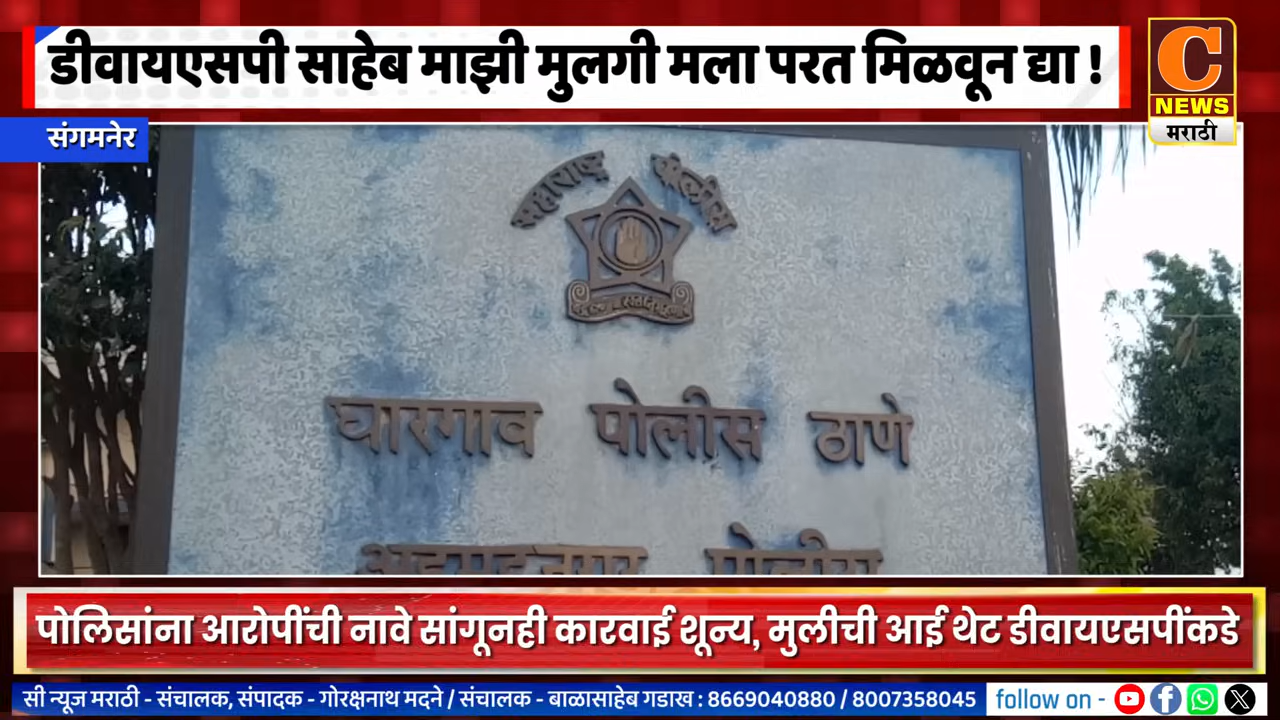 डीवायएसपी साहेब माझी मुलगी मला परत मिळवून द्या !
C
NEWS
मराठी
संगमनेर
महाराष्ट्र पोलीस
घारगाव पोलीस ठाणे
अहमदनगर पोलीस
पोलिसांना आरोपींची नावे सांगूनही कारवाई शून्य, मुलीची आई थेट डीवायएसपींकडे
सी न्यूज मराठी - संचालक, संपादक - गोरक्षनाथ मदने / संचालक - बाळासाहेब गडाख : 8669040880 / 8007358045 follow on -